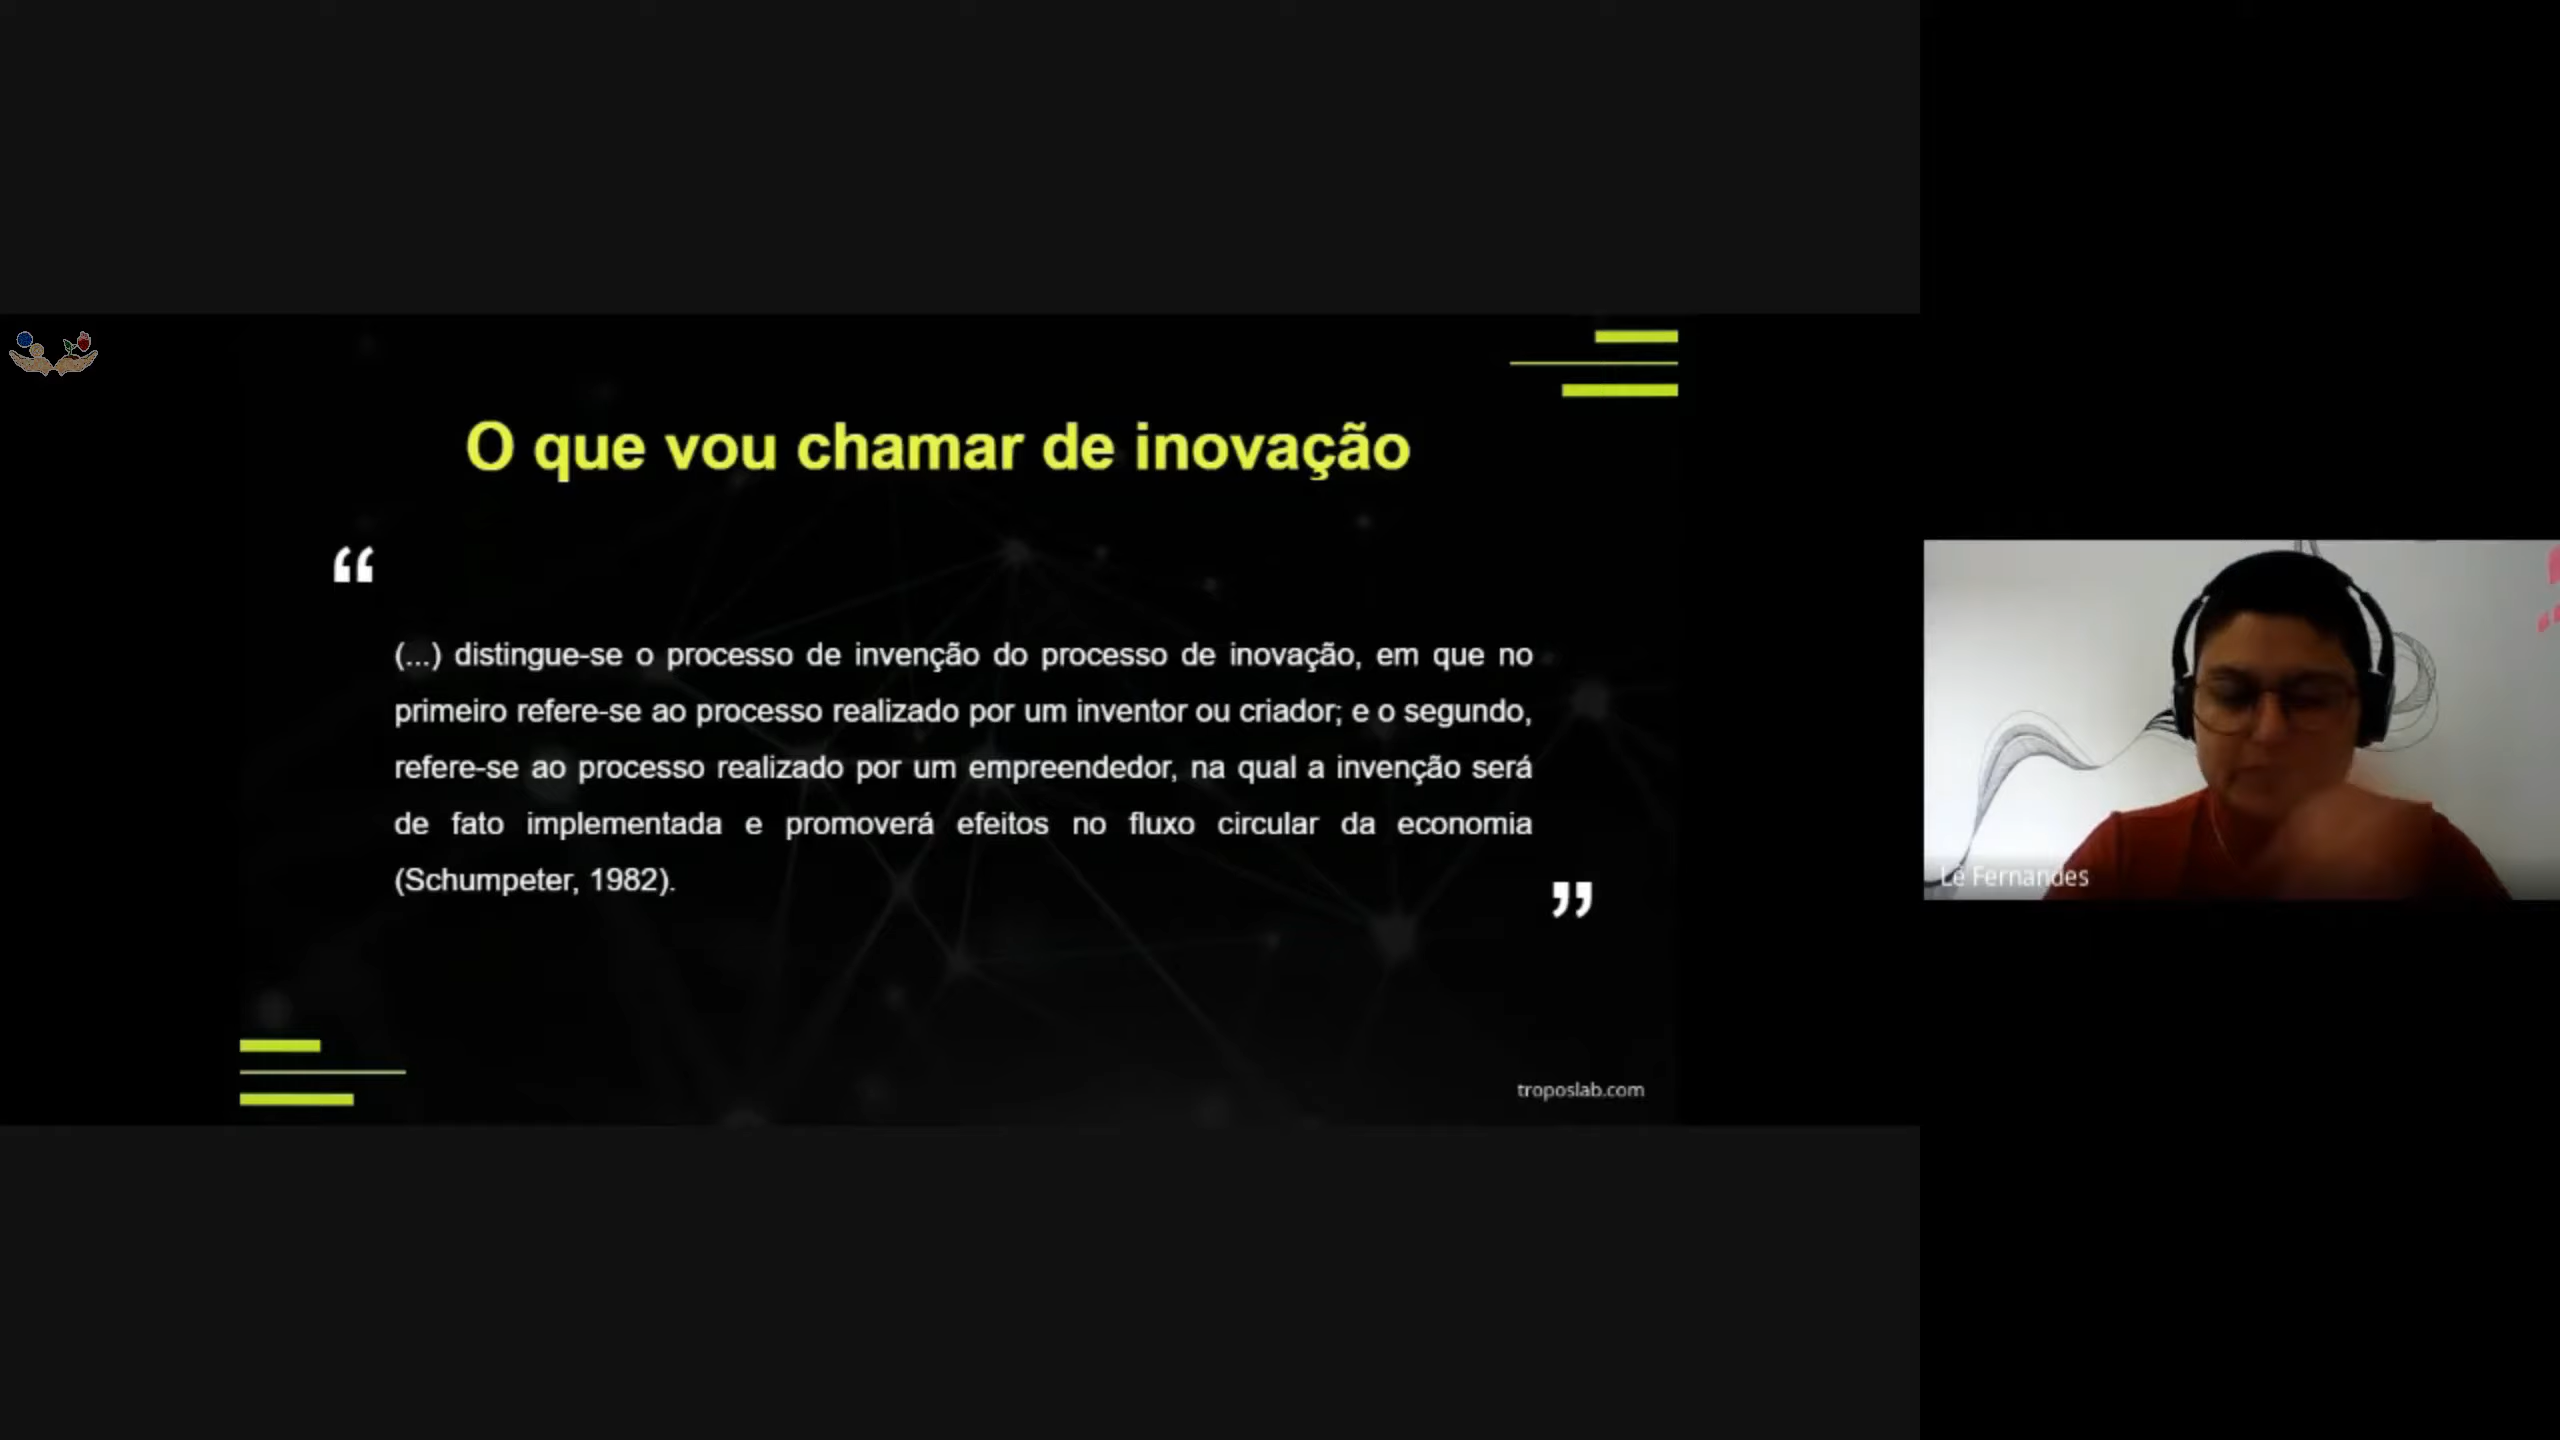 O que vou chamar de inovação
“
(...) distingue-se o processo de invenção do processo de inovação, em que no
primeiro refere-se ao processo realizado por um inventor ou criador; e o segundo,
refere-se ao processo realizado por um empreendedor, na qual a invenção será
de fato implementada e promoverá efeitos no fluxo circular da economia
(Schumpeter, 1982).
”
troposlab.com
Lê Fernandes